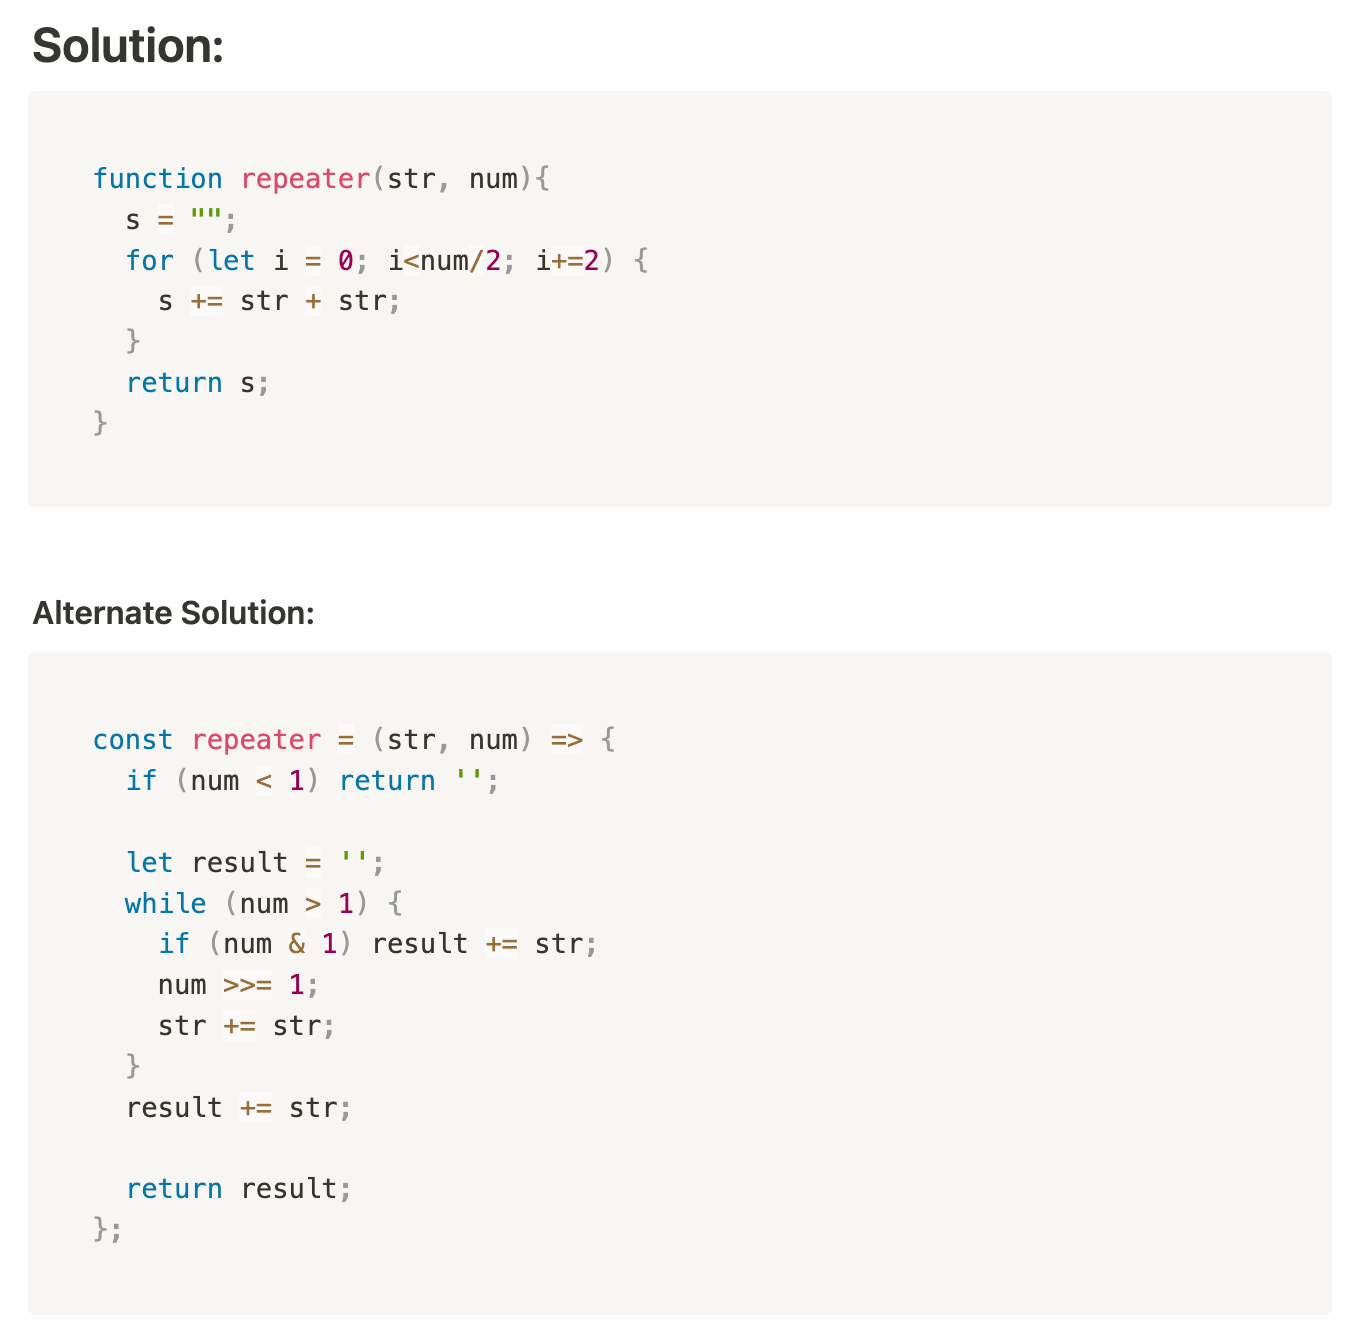 Solution:
function repeater(str, num){
  s = "";
  for (let i = 0; i<num/2; i+=2) {
    s += str + str;
  }
  return s;
}
Alternate Solution:
const repeater = (str, num) => {
  if (num < 1) return '';
  let result = '';
  while (num > 1) {
    if (num & 1) result += str;
    num >>= 1;
    str += str;
  }
  result += str;
  return result;
};